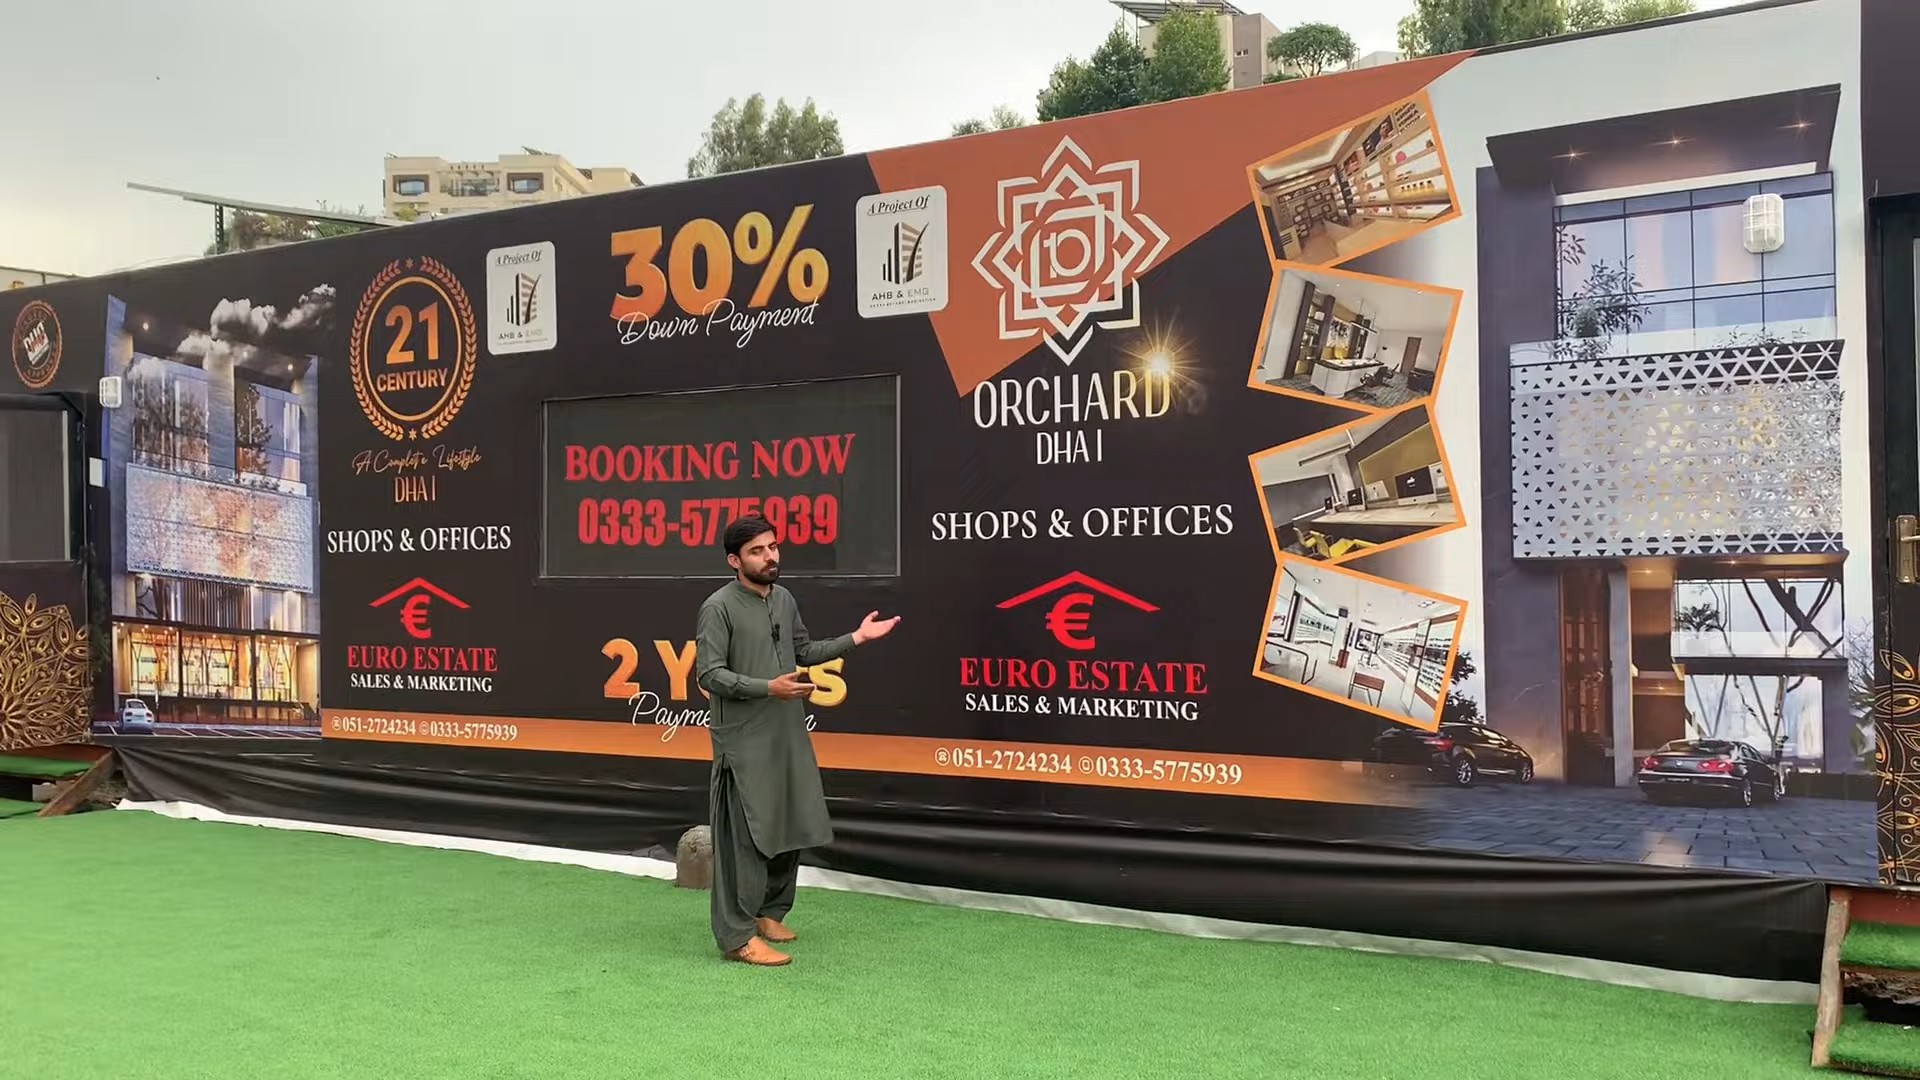 21
CENTURY
A Complete Lifestyle
DHA I
SHOPS & OFFICES
€
EURO ESTATE
SALES & MARKETING
051-2724234 0333-5775939
A Project Of
AHB & EMG
30%
Down Payment
BOOKING NOW
0333-5775939
2 Y
Payme
A Project Of
AHB & EMG
ORCHARD
DHA I
SHOPS & OFFICES
€
EURO ESTATE
SALES & MARKETING
051-2724234 0333-5775939